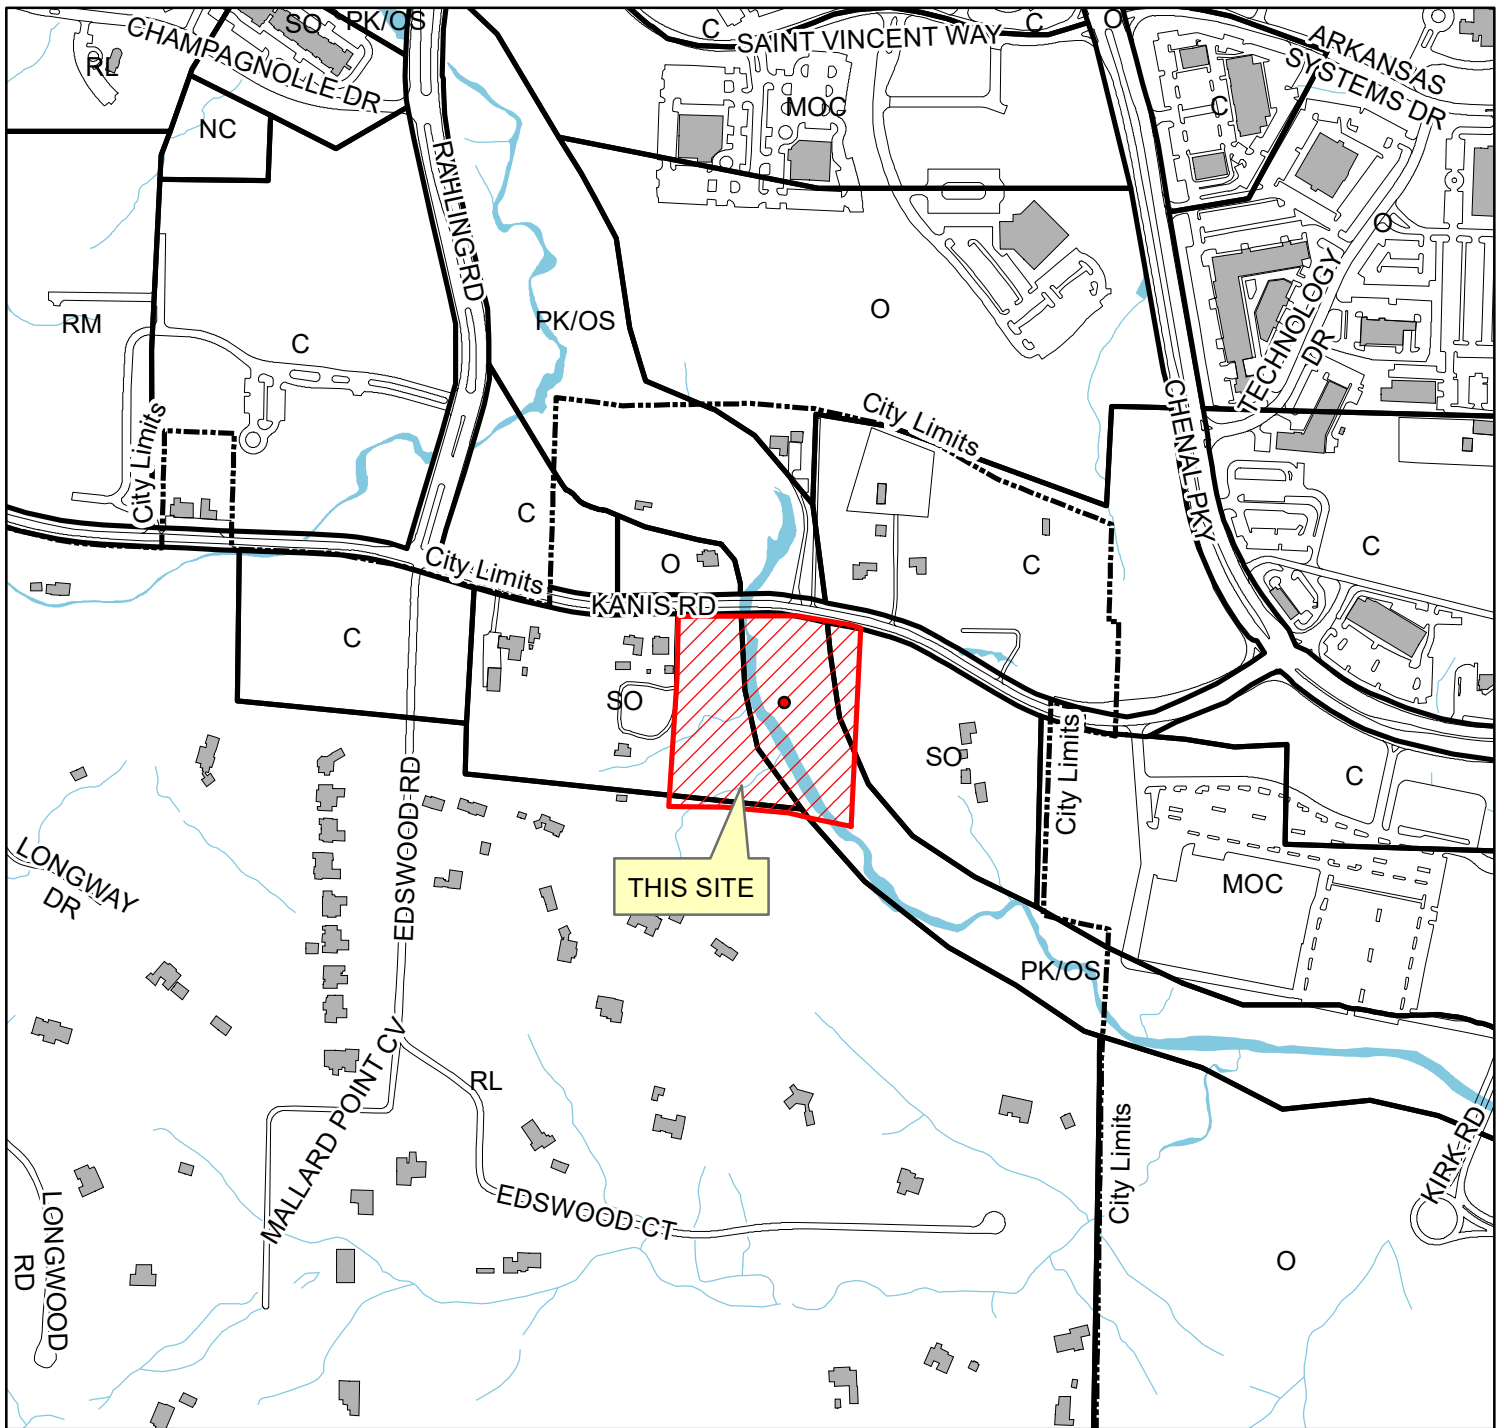 SO
PK/OS
C
C
O
SAINT VINCENT WAY
CHAMPAGNOLLE DR
ARKANSAS
SYSTEMS DR
RL
MOC
C
NC
RAHLING RD
O
TECHNOLOGY
DR
RM
C
PK/OS
O
City Limits
City Limits
CHENAL PKY
C
C
C
City Limits
O
C
KANIS RD
C
SO
SO
City Limits
C
EDSWOOD RD
THIS SITE
MOC
LONGWAY
DR
PK/OS
MALLARD POINT CV
RL
City Limits
KIRK RD
EDSWOOD CT
LONGWOOD
RD
O